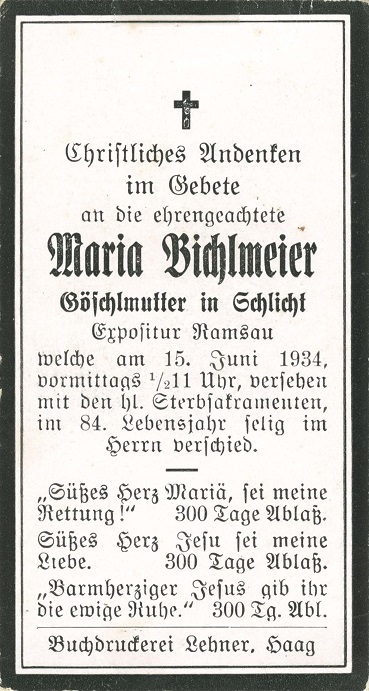 Christliches Andenken
im Gebete
an die ehrengeachtete
Maria Bichlmeier
Göschlmutter in Schlicht
Expositur Ramsau
welche am 15. Juni 1934,
vormittags 1/211 Uhr, versehen
mit den hl. Sterbsakramenten,
im 84. Lebensjahr selig im
Herrn verschied.
„Süßes Herz Mariä, sei meine
Rettung!“ 300 Tage Ablaß.
Süßes Herz Jesu sei meine
Liebe. 300 Tage Ablaß.
„Barmherziger Jesus gib ihr
die ewige Ruhe.“ 300 Tg. Abl.
Buchdruckerei Lehner, Haag